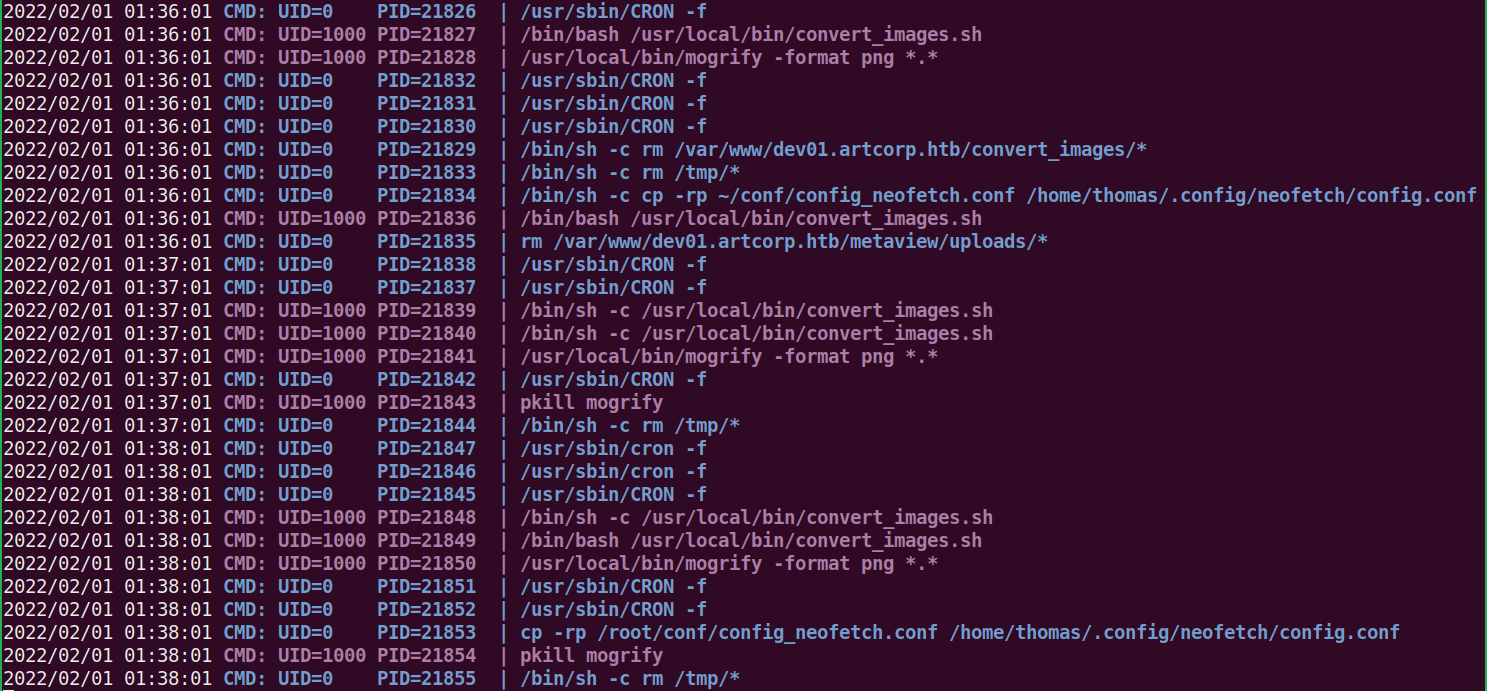 2022/02/01 01:36:01 CMD: UID=0    PID=21826  | /usr/sbin/CRON -f
2022/02/01 01:36:01 CMD: UID=1000 PID=21827  | /bin/bash /usr/local/bin/convert_images.sh
2022/02/01 01:36:01 CMD: UID=1000 PID=21828  | /usr/local/bin/mogrify -format png *.*
2022/02/01 01:36:01 CMD: UID=0    PID=21832  | /usr/sbin/CRON -f
2022/02/01 01:36:01 CMD: UID=0    PID=21831  | /usr/sbin/CRON -f
2022/02/01 01:36:01 CMD: UID=0    PID=21830  | /usr/sbin/CRON -f
2022/02/01 01:36:01 CMD: UID=0    PID=21829  | /bin/sh -c rm /var/www/dev01.artcorp.htb/convert_images/*
2022/02/01 01:36:01 CMD: UID=0    PID=21833  | /bin/sh -c rm /tmp/*
2022/02/01 01:36:01 CMD: UID=0    PID=21834  | /bin/sh -c cp -rp ~/conf/config_neofetch.conf /home/thomas/.config/neofetch/config.conf
2022/02/01 01:36:01 CMD: UID=1000 PID=21836  | /bin/bash /usr/local/bin/convert_images.sh
2022/02/01 01:36:01 CMD: UID=0    PID=21835  | rm /var/www/dev01.artcorp.htb/metaview/uploads/*
2022/02/01 01:37:01 CMD: UID=0    PID=21838  | /usr/sbin/CRON -f
2022/02/01 01:37:01 CMD: UID=0    PID=21837  | /usr/sbin/CRON -f
2022/02/01 01:37:01 CMD: UID=1000 PID=21839  | /bin/sh -c /usr/local/bin/convert_images.sh
2022/02/01 01:37:01 CMD: UID=1000 PID=21840  | /bin/sh -c /usr/local/bin/convert_images.sh
2022/02/01 01:37:01 CMD: UID=1000 PID=21841  | /usr/local/bin/mogrify -format png *.*
2022/02/01 01:37:01 CMD: UID=0    PID=21842  | /usr/sbin/CRON -f
2022/02/01 01:37:01 CMD: UID=1000 PID=21843  | pkill mogrify
2022/02/01 01:37:01 CMD: UID=0    PID=21844  | /bin/sh -c rm /tmp/*
2022/02/01 01:38:01 CMD: UID=0    PID=21847  | /usr/sbin/cron -f
2022/02/01 01:38:01 CMD: UID=0    PID=21846  | /usr/sbin/cron -f
2022/02/01 01:38:01 CMD: UID=0    PID=21845  | /usr/sbin/CRON -f
2022/02/01 01:38:01 CMD: UID=1000 PID=21848  | /bin/sh -c /usr/local/bin/convert_images.sh
2022/02/01 01:38:01 CMD: UID=1000 PID=21849  | /bin/bash /usr/local/bin/convert_images.sh
2022/02/01 01:38:01 CMD: UID=1000 PID=21850  | /usr/local/bin/mogrify -format png *.*
2022/02/01 01:38:01 CMD: UID=0    PID=21851  | /usr/sbin/CRON -f
2022/02/01 01:38:01 CMD: UID=0    PID=21852  | /usr/sbin/CRON -f
2022/02/01 01:38:01 CMD: UID=0    PID=21853  | cp -rp /root/conf/config_neofetch.conf /home/thomas/.config/neofetch/config.conf
2022/02/01 01:38:01 CMD: UID=1000 PID=21854  | pkill mogrify
2022/02/01 01:38:01 CMD: UID=0    PID=21855  | /bin/sh -c rm /tmp/*